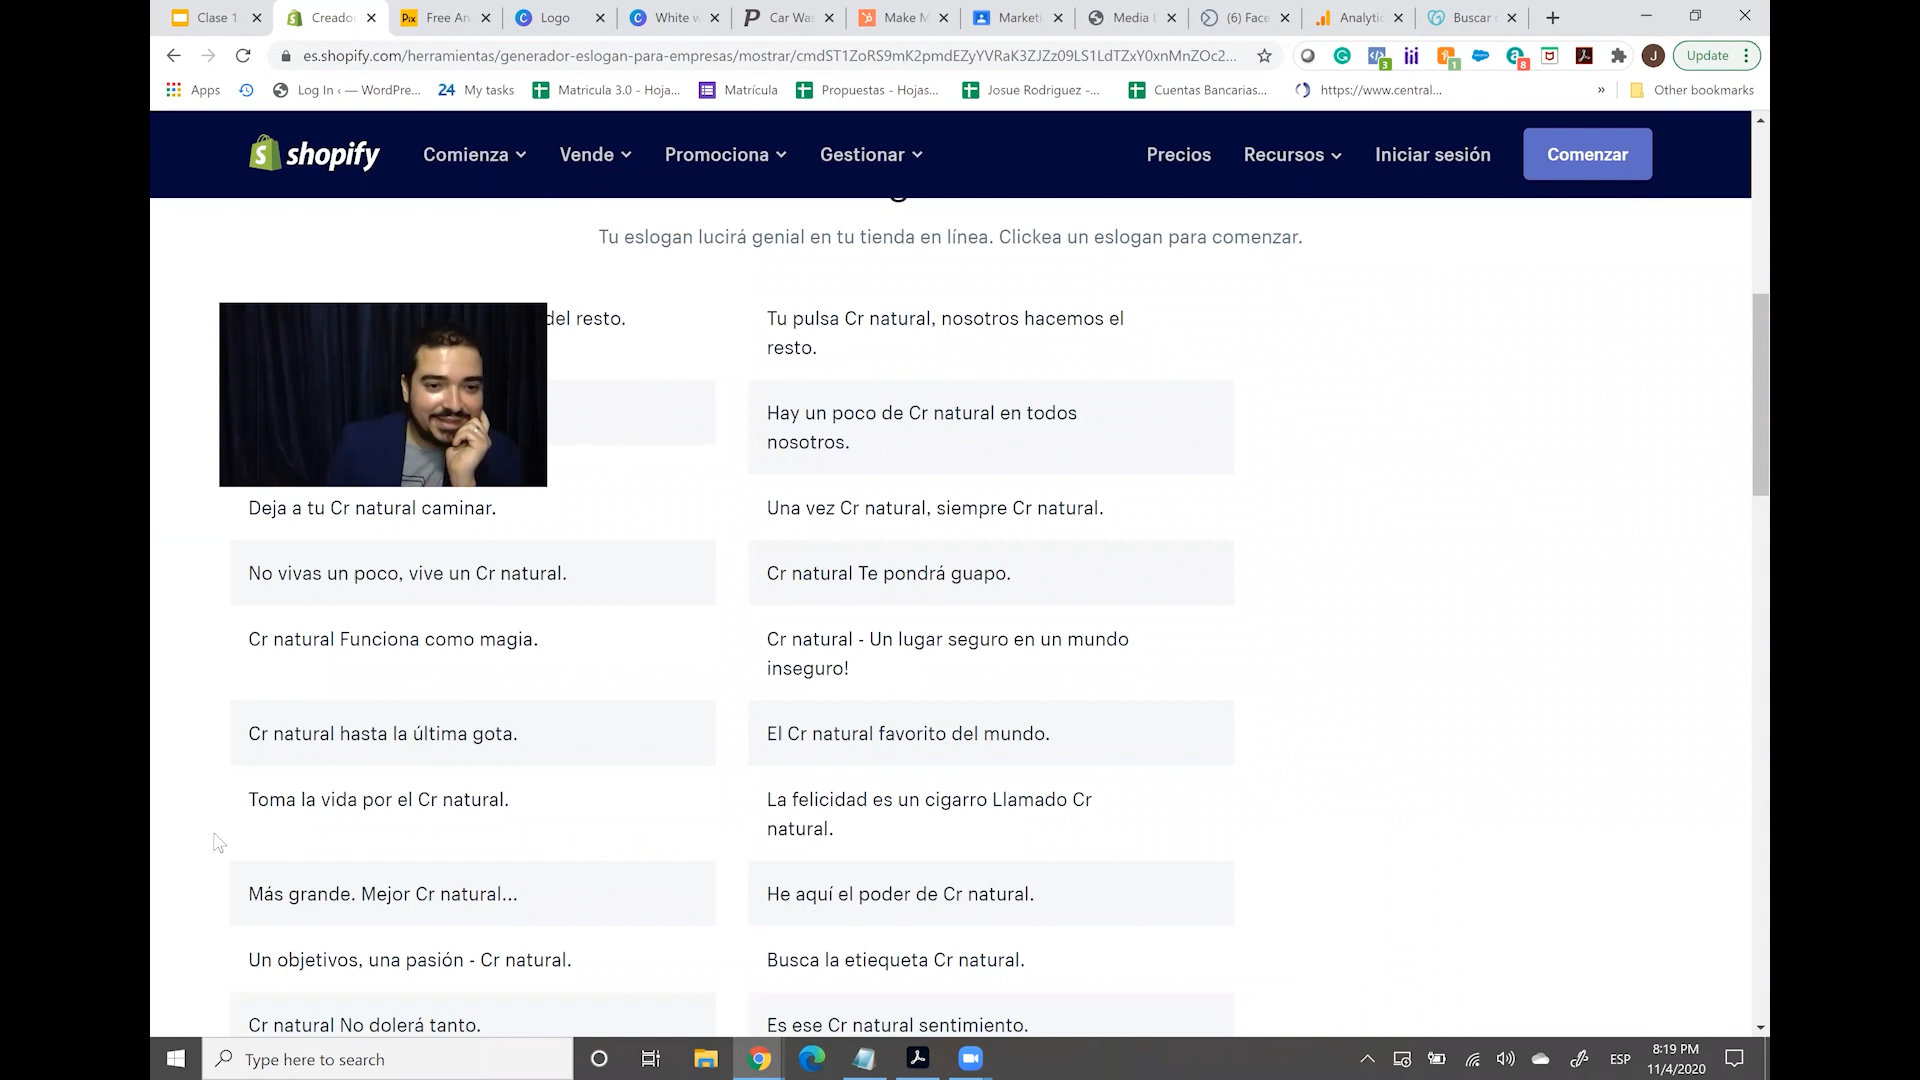 Clase 1
Creado
Free An
Logo
White w
Car Was
Make M
Marketi
Media L
(6) Face
Analytic
Buscar
es.shopify.com/herramientas/generador-eslogan-para-empresas/mostrar/cmdST1ZoRS9mK2pmdEZyYVRaK3ZJZz09LS1LdTZxY0xnMnZOc2...
Update
Apps
Log In ‹ — WordPre...
24 My tasks
Matricula 3.0 - Hoja...
Matrícula
Propuestas - Hojas...
Josue Rodriguez -...
Cuentas Bancarias...
https://www.central...
»
Other bookmarks
shopify
Comienza
Vende
Promociona
Gestionar
Precios
Recursos
Iniciar sesión
Comenzar
Tu eslogan lucirá genial en tu tienda en línea. Clickea un eslogan para comenzar.
del resto.
Tu pulsa Cr natural, nosotros hacemos el
resto.
Hay un poco de Cr natural en todos
nosotros.
Deja a tu Cr natural caminar.
Una vez Cr natural, siempre Cr natural.
No vivas un poco, vive un Cr natural.
Cr natural Te pondrá guapo.
Cr natural Funciona como magia.
Cr natural - Un lugar seguro en un mundo
inseguro!
Cr natural hasta la última gota.
El Cr natural favorito del mundo.
Toma la vida por el Cr natural.
La felicidad es un cigarro Llamado Cr
natural.
Más grande. Mejor Cr natural...
He aquí el poder de Cr natural.
Un objetivos, una pasión - Cr natural.
Busca la etiequeta Cr natural.
Cr natural No dolerá tanto.
Es ese Cr natural sentimiento.
Type here to search
ESP
8:19 PM
11/4/2020